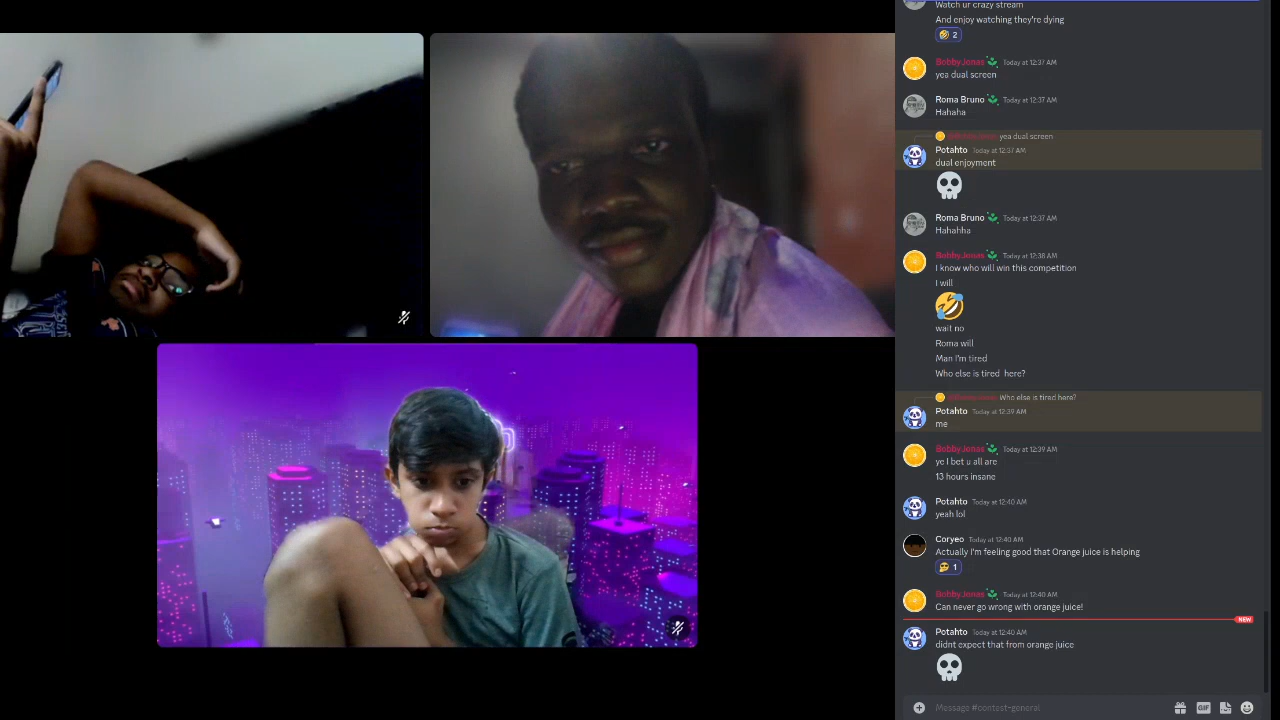 Watch ur crazy stream
And enjoy watching they're dying
2
BobbyJonas Today at 12:37 AM
yea dual screen
Roma Bruno Today at 12:37 AM
Hahaha
yea dual screen
Potahto Today at 12:37 AM
dual enjoyment
Roma Bruno Today at 12:37 AM
Hahahha
BobbyJonas Today at 12:38 AM
I know who will win this competition
I will
wait no
Roma will
Man I'm tired
Who else is tired here?
Who else is tired here?
Potahto Today at 12:39 AM
me
BobbyJonas Today at 12:39 AM
ye I bet u all are
13 hours insane
Potahto Today at 12:40 AM
yeah lol
Coryeo Today at 12:40 AM
Actually I'm feeling good that Orange juice is helping
1
BobbyJonas Today at 12:40 AM
Can never go wrong with orange juice!
NEW
Potahto Today at 12:40 AM
didnt expect that from orange juice
Message #contest-general
GIF